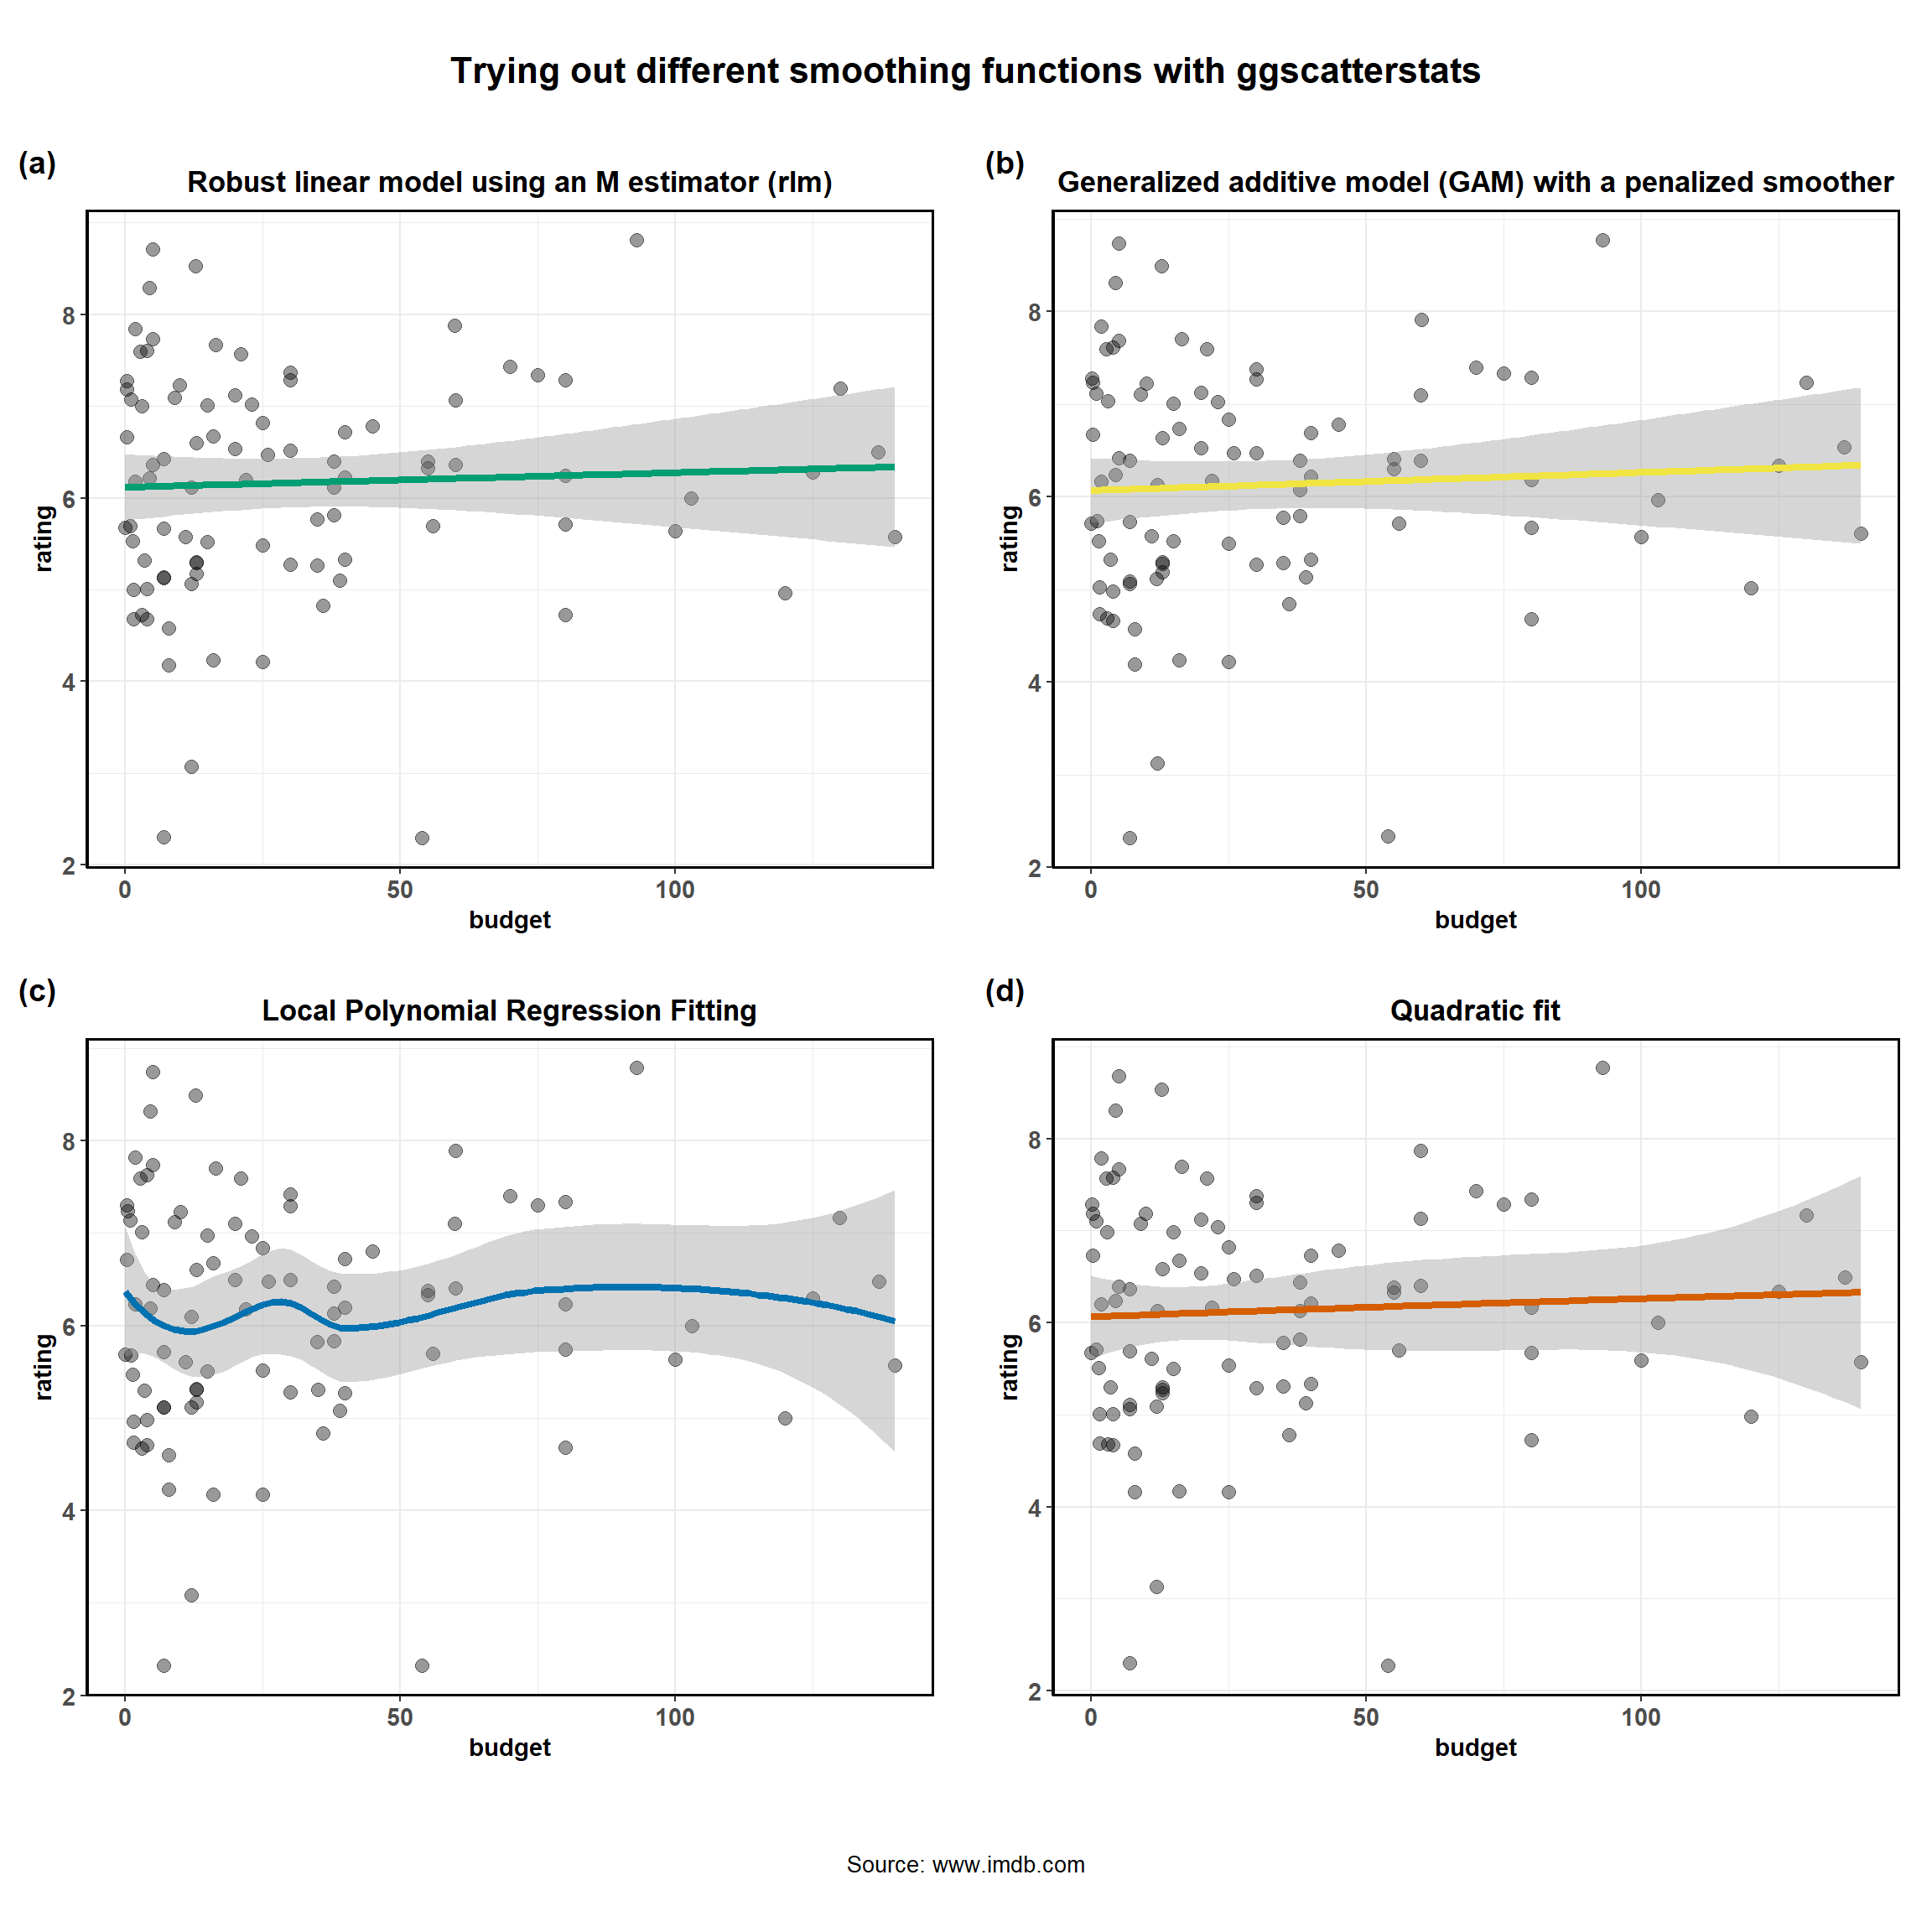 Trying out different smoothing functions with ggscatterstats
(a)
Robust linear model using an M estimator (rlm)
8
6
4
2
rating
0 50 100
budget
(b)
Generalized additive model (GAM) with a penalized smoother
8
6
4
2
rating
0 50 100
budget
(c)
Local Polynomial Regression Fitting
8
6
4
2
rating
0 50 100
budget
(d)
Quadratic fit
8
6
4
2
rating
0 50 100
budget
Source: www.imdb.com